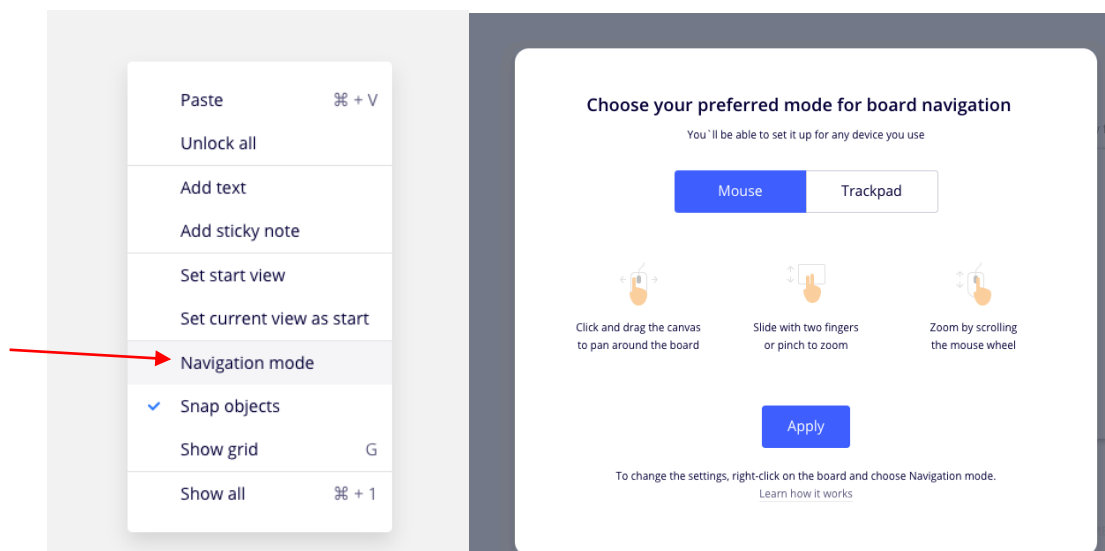 Paste ⌘ + V
Unlock all
Add text
Add sticky note
Set start view
Set current view as start
Navigation mode
Snap objects
Show grid G
Show all ⌘ + 1
Choose your preferred mode for board navigation
You`ll be able to set it up for any device you use
Mouse Trackpad
Click and drag the canvas
to pan around the board
Slide with two fingers
or pinch to zoom
Zoom by scrolling
the mouse wheel
Apply
To change the settings, right-click on the board and choose Navigation mode.
Learn how it works